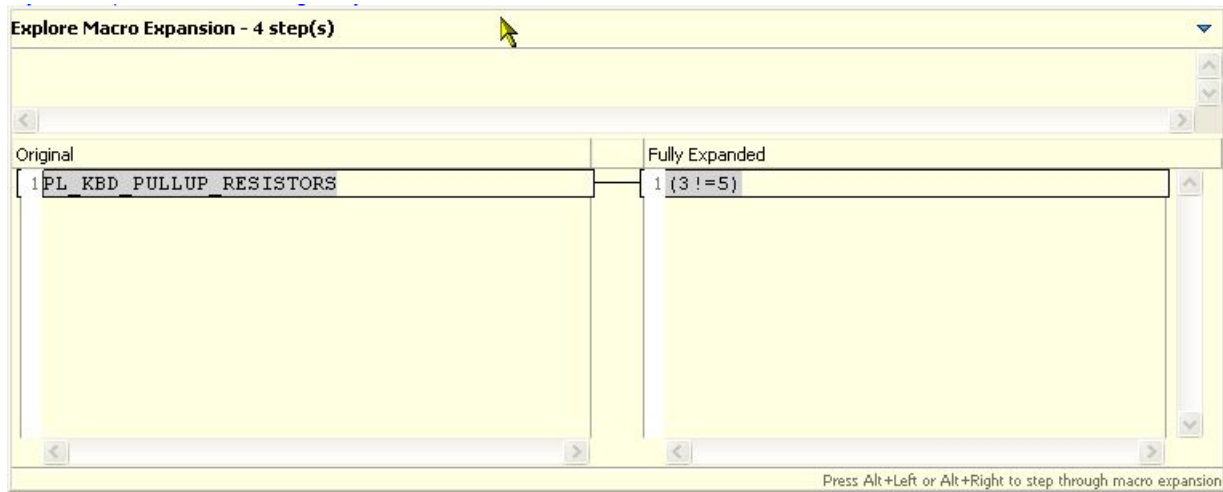 Explore Macro Expansion - 4 step(s)
Original
Fully Expanded
1 PL_KBD_PULLUP_RESISTORS
1 (3!=5)
Press Alt+Left or Alt+Right to step through macro expansion